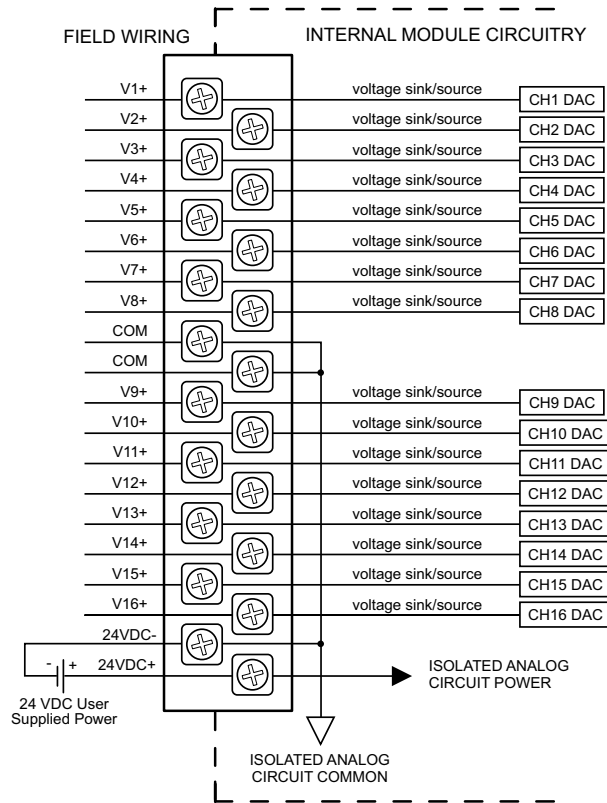 FIELD WIRING INTERNAL MODULE CIRCUITRY
V1+ voltage sink/source CH1 DAC
V2+ voltage sink/source CH2 DAC
V3+ voltage sink/source CH3 DAC
V4+ voltage sink/source CH4 DAC
V5+ voltage sink/source CH5 DAC
V6+ voltage sink/source CH6 DAC
V7+ voltage sink/source CH7 DAC
V8+ voltage sink/source CH8 DAC
COM
COM
V9+ voltage sink/source CH9 DAC
V10+ voltage sink/source CH10 DAC
V11+ voltage sink/source CH11 DAC
V12+ voltage sink/source CH12 DAC
V13+ voltage sink/source CH13 DAC
V14+ voltage sink/source CH14 DAC
V15+ voltage sink/source CH15 DAC
V16+ voltage sink/source CH16 DAC
24VDC-
- + 24VDC+
24 VDC User
Supplied Power
ISOLATED ANALOG
CIRCUIT POWER
ISOLATED ANALOG
CIRCUIT COMMON